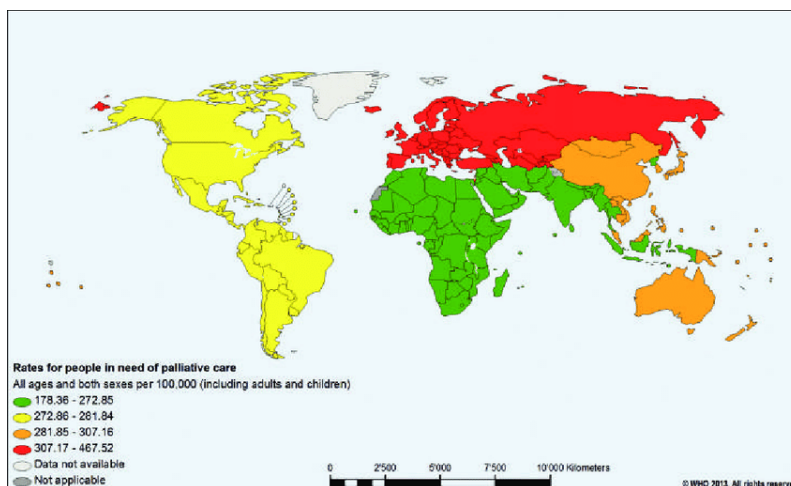 Rates for people in need of palliative care
All ages and both sexes per 100,000 (including adults and children)
178.36 - 272.85
272.86 - 281.84
281.85 - 307.16
307.17 - 467.52
Data not available
Not applicable
0 2'500 5'000 7'500 10'000 Kilometers
© WHO 2013. All rights reserve